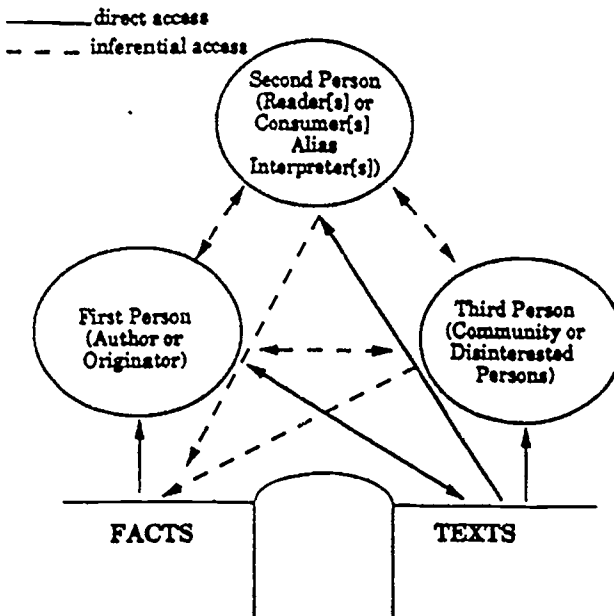 direct access
inferential access
Second Person
(Reader[s] or
Consumer[s]
Alias
Interpreter[s])
First Person
(Author or
Originator)
Third Person
(Community or
Disinterested
Persons)
FACTS
TEXTS